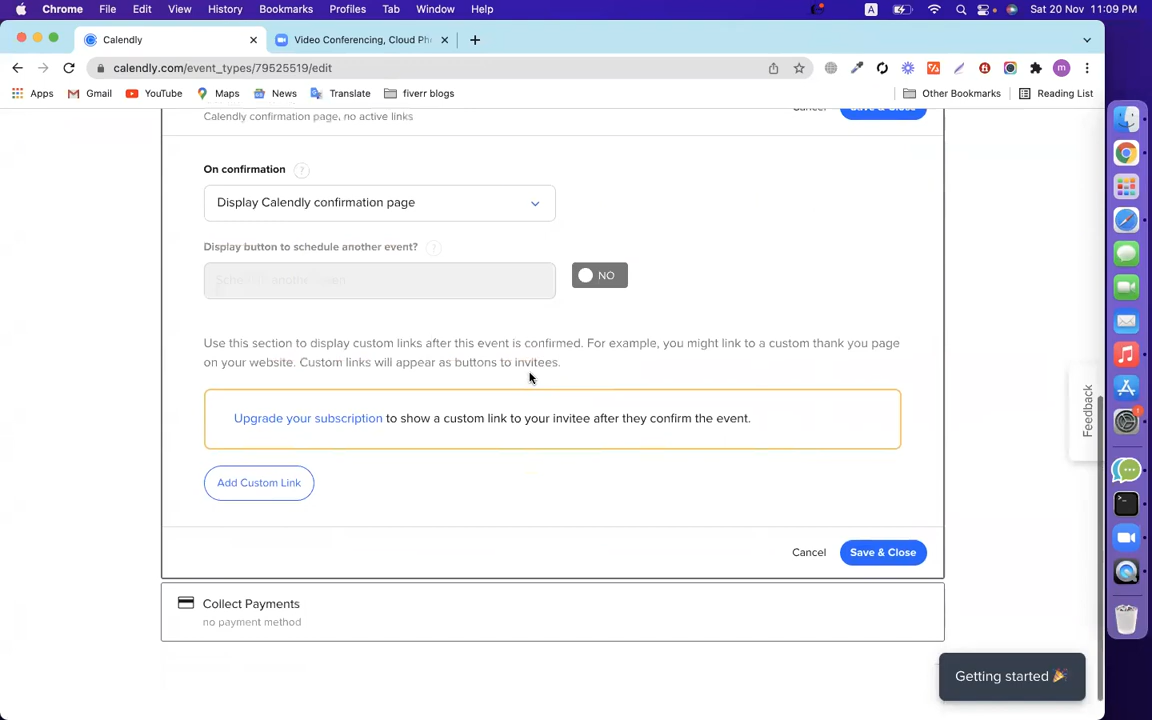 Chrome File Edit View History Bookmarks Profiles Tab Window Help A Sat 20 Nov 11:09 PM
Calendly Video Conferencing, Cloud Ph
calendly.com/event_types/79525519/edit m
Apps Gmail YouTube Maps News Translate fiverr blogs Other Bookmarks Reading List
Calendly confirmation page, no active links
Cancel Save & Close
On confirmation ?
Display Calendly confirmation page
Display button to schedule another event? ?
Schedule another event NO
Use this section to display custom links after this event is confirmed. For example, you might link to a custom thank you page
on your website. Custom links will appear as buttons to invitees.
Upgrade your subscription to show a custom link to your invitee after they confirm the event.
Add Custom Link
Cancel Save & Close
Collect Payments
no payment method
Feedback
Getting started 🎉